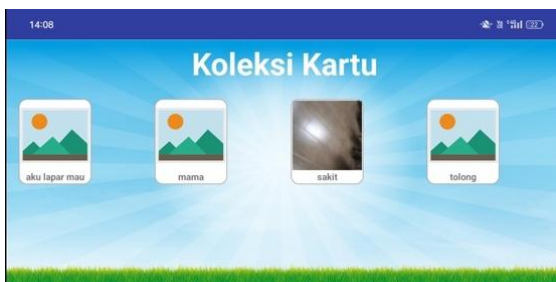 14:08
Koleksi Kartu
aku lapar mau
mama
sakit
tolong